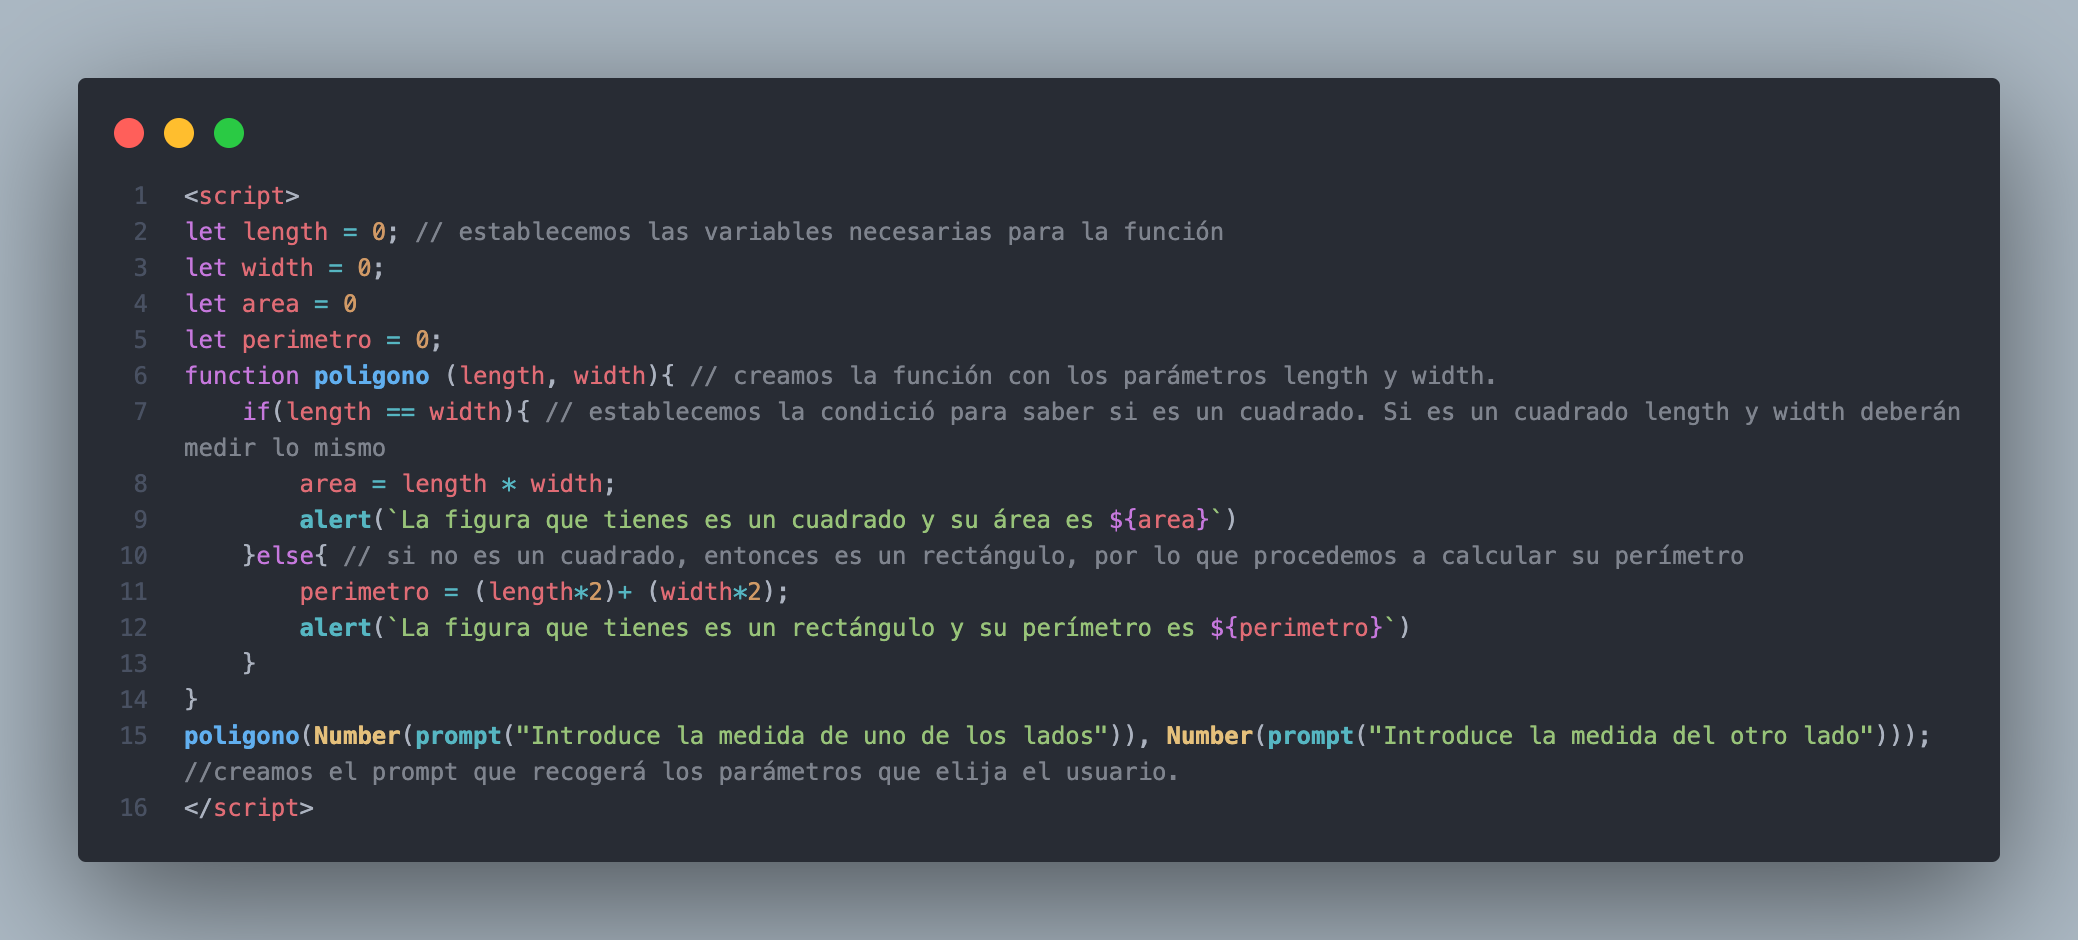 1 <script>
2 let length = 0; // establecemos las variables necesarias para la función
3 let width = 0;
4 let area = 0
5 let perimetro = 0;
6 function poligono (length, width){ // creamos la función con los parámetros length y width.
7     if(length == width){ // establecemos la condició para saber si es un cuadrado. Si es un cuadrado length y width deberán
medir lo mismo
8         area = length * width;
9         alert(`La figura que tienes es un cuadrado y su área es ${area}`)
10     }else{ // si no es un cuadrado, entonces es un rectángulo, por lo que procedemos a calcular su perímetro
11         perimetro = (length*2)+ (width*2);
12         alert(`La figura que tienes es un rectángulo y su perímetro es ${perimetro}`)
13     }
14 }
15 poligono(Number(prompt("Introduce la medida de uno de los lados")), Number(prompt("Introduce la medida del otro lado")));
//creamos el prompt que recogerá los parámetros que elija el usuario.
16 </script>